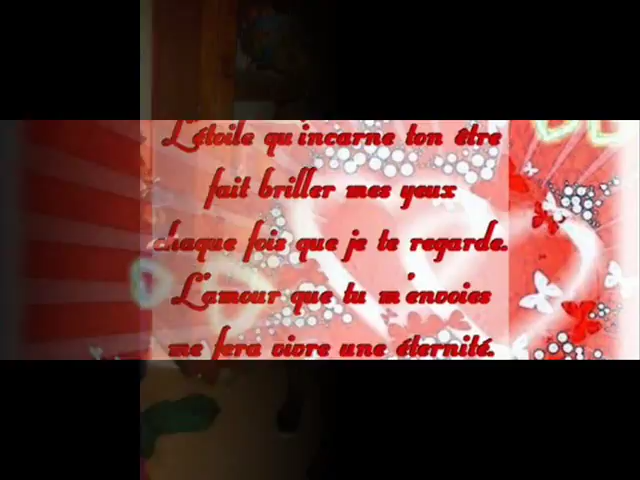 L'étoile qu'incarne ton être
fait briller mes yeux
chaque fois que je te regarde.
L'amour que tu m'envoies
me fera vivre une éternité.